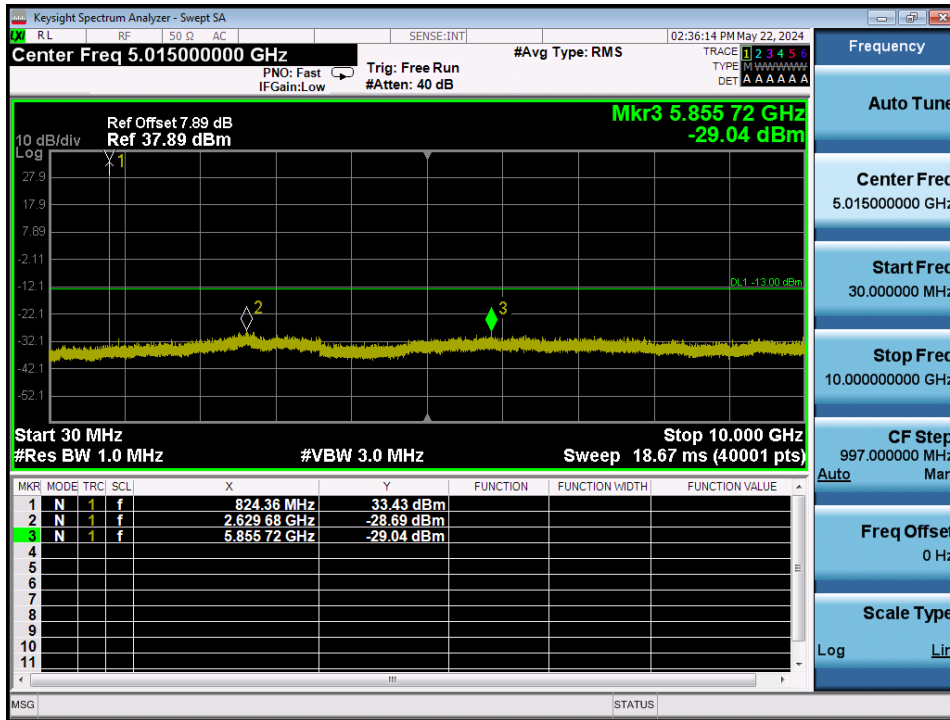 Keysight Spectrum Analyzer - Swept SA
LXI RL RF 50 Ω AC SENSE:INT 02:36:14 PM May 22, 2024
Center Freq 5.015000000 GHz #Avg Type: RMS TRACE 1 2 3 4 5 6
PNO: Fast Trig: Free Run TYPE M W W W W W
IFGain:Low #Atten: 40 dB DET A A A A A A
Mkr3 5.855 72 GHz
-29.04 dBm
Ref Offset 7.89 dB
10 dB/div Ref 37.89 dBm
Log
1
27.9
17.9
7.89
-2.11
-12.1
DL1 -13.00 dBm
-22.1
2
3
-32.1
-42.1
-52.1
Start 30 MHz Stop 10.000 GHz
#Res BW 1.0 MHz #VBW 3.0 MHz Sweep 18.67 ms (40001 pts)
MKR MODE TRC SCL X Y FUNCTION FUNCTION WIDTH FUNCTION VALUE
1 N 1 f 824.36 MHz 33.43 dBm
2 N 1 f 2.629 68 GHz -28.69 dBm
3 N 1 f 5.855 72 GHz -29.04 dBm
4
5
6
7
8
9
10
11
MSG STATUS
Frequency
Auto Tune
Center Freq
5.015000000 GHz
Start Freq
30.000000 MHz
Stop Freq
10.000000000 GHz
CF Step
997.000000 MHz
Auto Man
Freq Offset
0 Hz
Scale Type
Log Lin